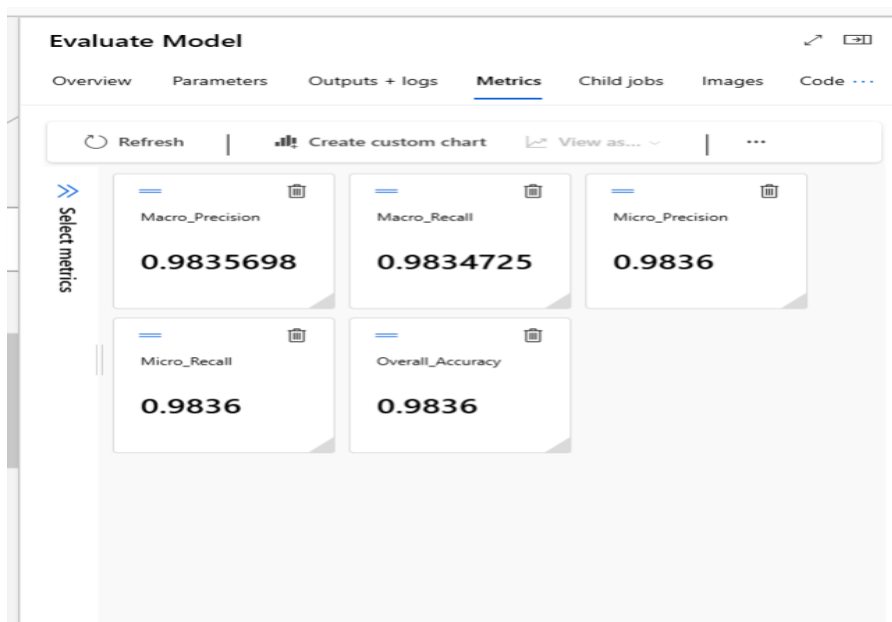 Evaluate Model
Overview Parameters Outputs + logs Metrics Child jobs Images Code ...
Refresh | Create custom chart View as... | ...
Select metrics
Macro_Precision Macro_Recall Micro_Precision
0.9835698 0.9834725 0.9836
Micro_Recall Overall_Accuracy
0.9836 0.9836